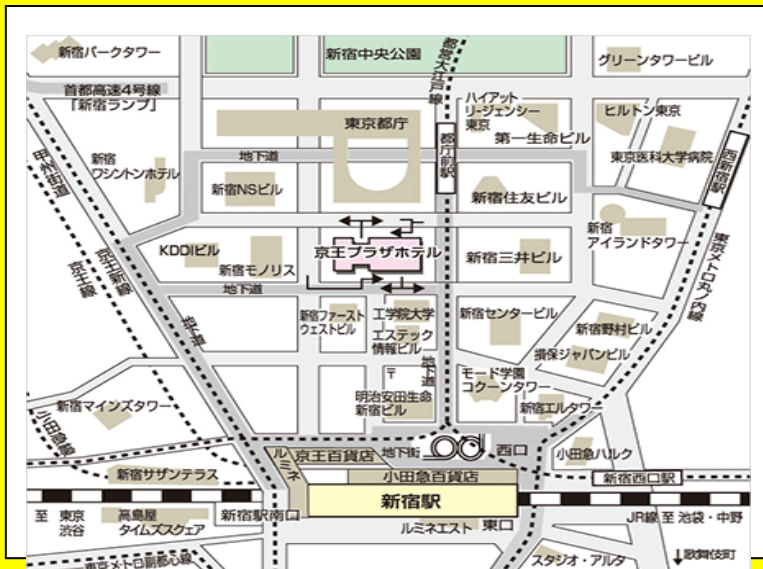 新宿パークタワー
新宿中央公園
都営大江戸線
グリーンタワービル
首都高速4号線
「新宿ランプ」
ハイアット
リージェンシー
東京
ヒルトン東京
東京都庁
第一生命ビル
都庁前駅
西新宿駅
甲州街道
地下道
新宿
ワシントンホテル
東京医科大学病院
新宿NSビル
新宿住友ビル
新宿
アイランドタワー
京王新線
京王線
KDDIビル
新宿モノリス
京王プラザホテル
新宿三井ビル
東京メトロ丸ノ内線
地下道
新宿ファースト
ウェストビル
工学院大学
エステック
情報ビル
新宿センタービル
新宿野村ビル
損保ジャパンビル
地下道
〒
モード学園
コクーンタワー
明治安田生命
新宿ビル
新宿エルタワー
新宿マインズタワー
小田急線
ルミネ
京王百貨店
地下街
西口
小田急ハルク
新宿サザンテラス
小田急百貨店
新宿西口駅
新宿駅
至 東京
渋谷
高島屋
タイムズスクェア
新宿駅南口
ルミネエスト
東口
JR線 至 池袋・中野
東京メトロ副都心線
スタジオ・アルタ
↓歌舞伎町